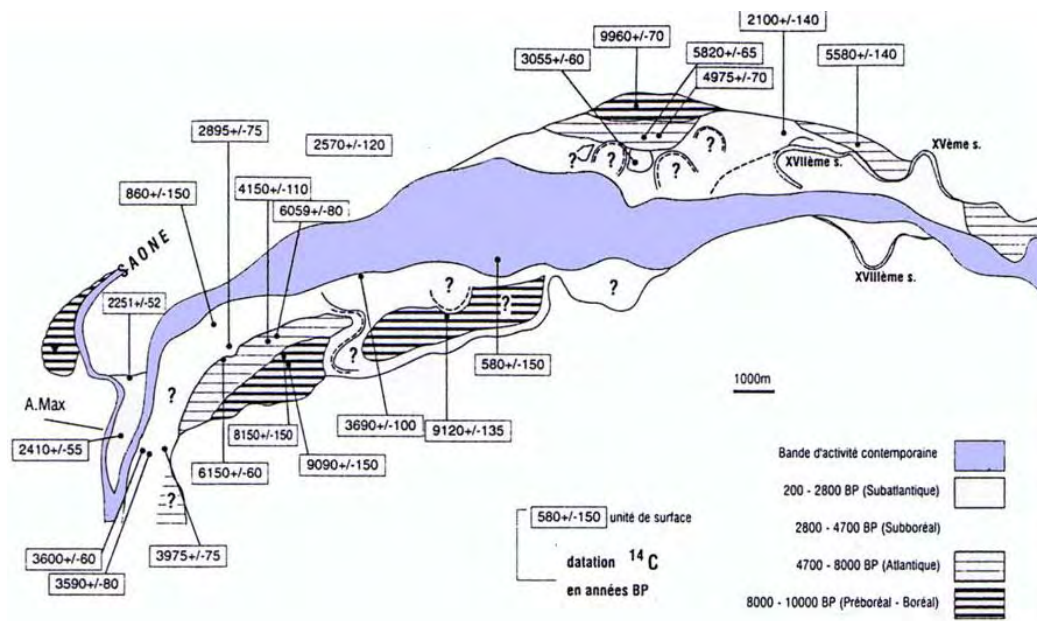 2100+/-140
9960+/-70
3055+/-60
5820+/-65
5580+/-140
4975+/-70
2895+/-75
2570+/-120
XVème s.
?
?
?
?
XVIIème s.
860+/-150
4150+/-110
6059+/-80
SAONE
XVIIIème s.
2251+/-52
?
?
?
?
?
?
580+/-150
1000m
A.Max
2410+/-55
8150+/-150
3690+/-100
9120+/-135
6150+/-60
9090+/-150
?
3600+/-60
3975+/-75
3590+/-80
580+/-150 unité de surface
datation 14 C
en années BP
Bande d'activité contemporaine
200 - 2800 BP (Subatlantique)
2800 - 4700 BP (Subboréal)
4700 - 8000 BP (Atlantique)
8000 - 10000 BP (Préboréal - Boréal)